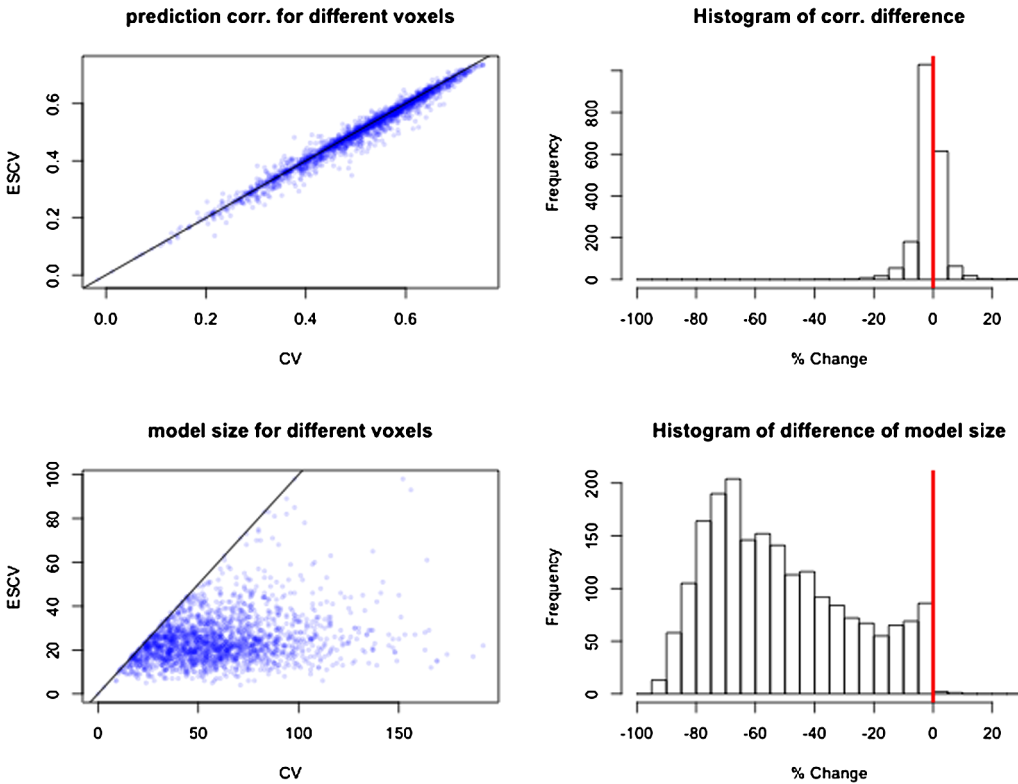 prediction corr. for different voxels
ESCV
0.6
0.4
0.2
0.0
0.0 0.2 0.4 0.6
CV
Histogram of corr. difference
Frequency
800
600
400
200
0
-100 -80 -60 -40 -20 0 20
% Change
model size for different voxels
ESCV
100
80
60
40
20
0
0 50 100 150
CV
Histogram of difference of model size
Frequency
200
150
100
50
0
-100 -80 -60 -40 -20 0 20
% Change